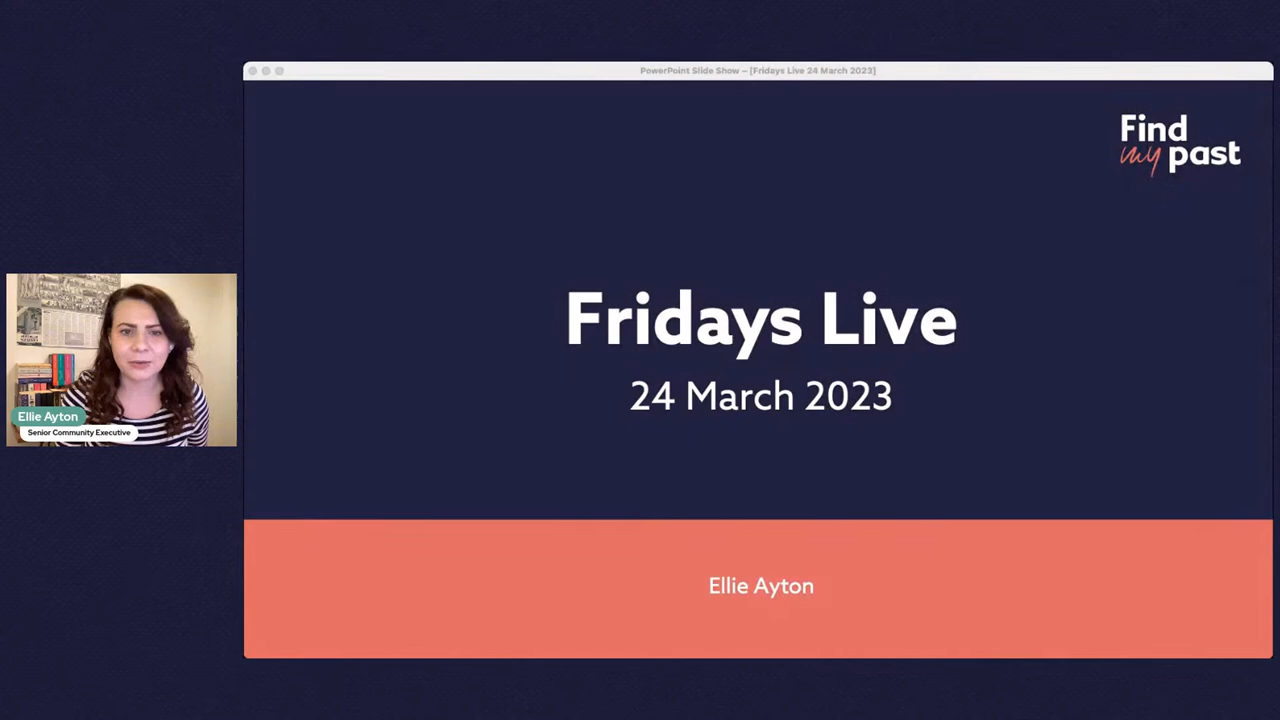 PowerPoint Slide Show – [Fridays Live 24 March 2023]
Find
my past
Fridays Live
24 March 2023
Ellie Ayton
Ellie Ayton
Senior Community Executive